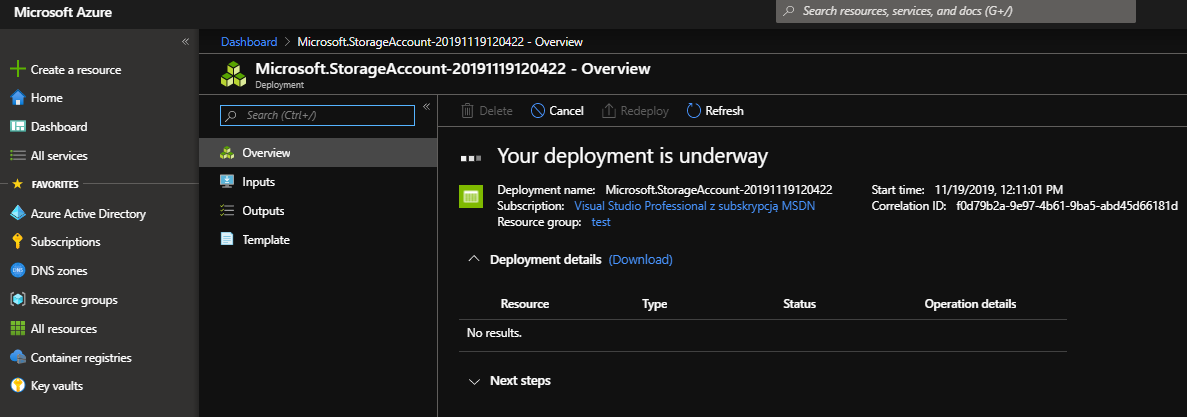 Microsoft Azure
Search resources, services, and docs (G+/)
«
Create a resource
Home
Dashboard
All services
FAVORITES
Azure Active Directory
Subscriptions
DNS zones
Resource groups
All resources
Container registries
Key vaults
Dashboard > Microsoft.StorageAccount-20191119120422 - Overview
Microsoft.StorageAccount-20191119120422 - Overview
Deployment
Search (Ctrl+/)
«
Overview
Inputs
Outputs
Template
Delete Cancel Redeploy Refresh
Your deployment is underway
Deployment name: Microsoft.StorageAccount-20191119120422
Subscription: Visual Studio Professional z subskrypcją MSDN
Resource group: test
Start time: 11/19/2019, 12:11:01 PM
Correlation ID: f0d79b2a-9e97-4b61-9ba5-abd45d66181d
Deployment details (Download)
Resource Type Status Operation details
No results.
Next steps